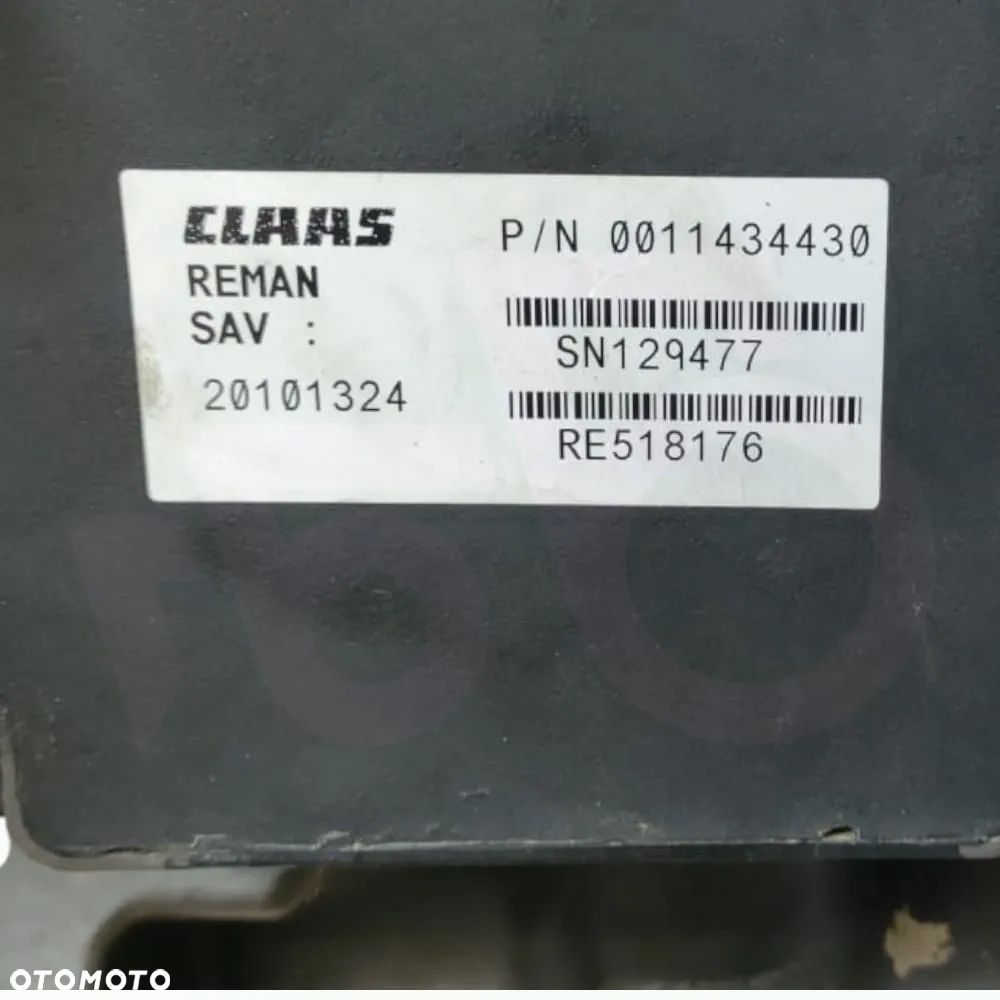 CLAAS
REMAN
SAV :
20101324
P/N 0011434430
SN129477
RE518176
OTOMOTO